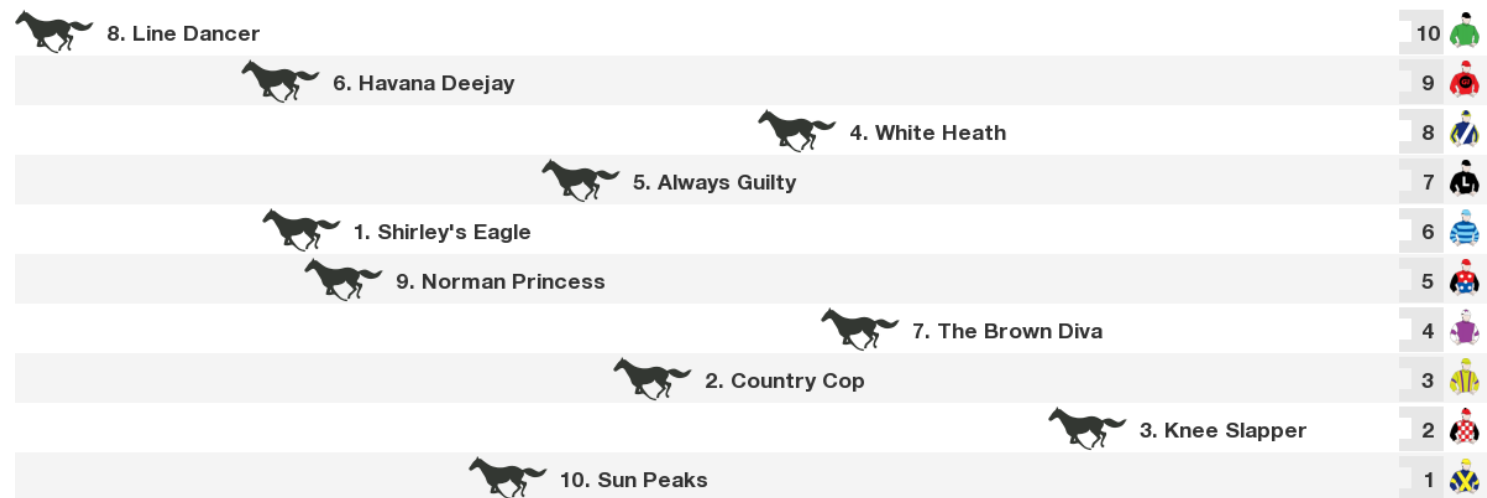 8. Line Dancer 10
6. Havana Deejay 9
4. White Heath 8
5. Always Guilty 7 L
1. Shirley's Eagle 6
9. Norman Princess 5
7. The Brown Diva 4
2. Country Cop 3
3. Knee Slapper 2
10. Sun Peaks 1